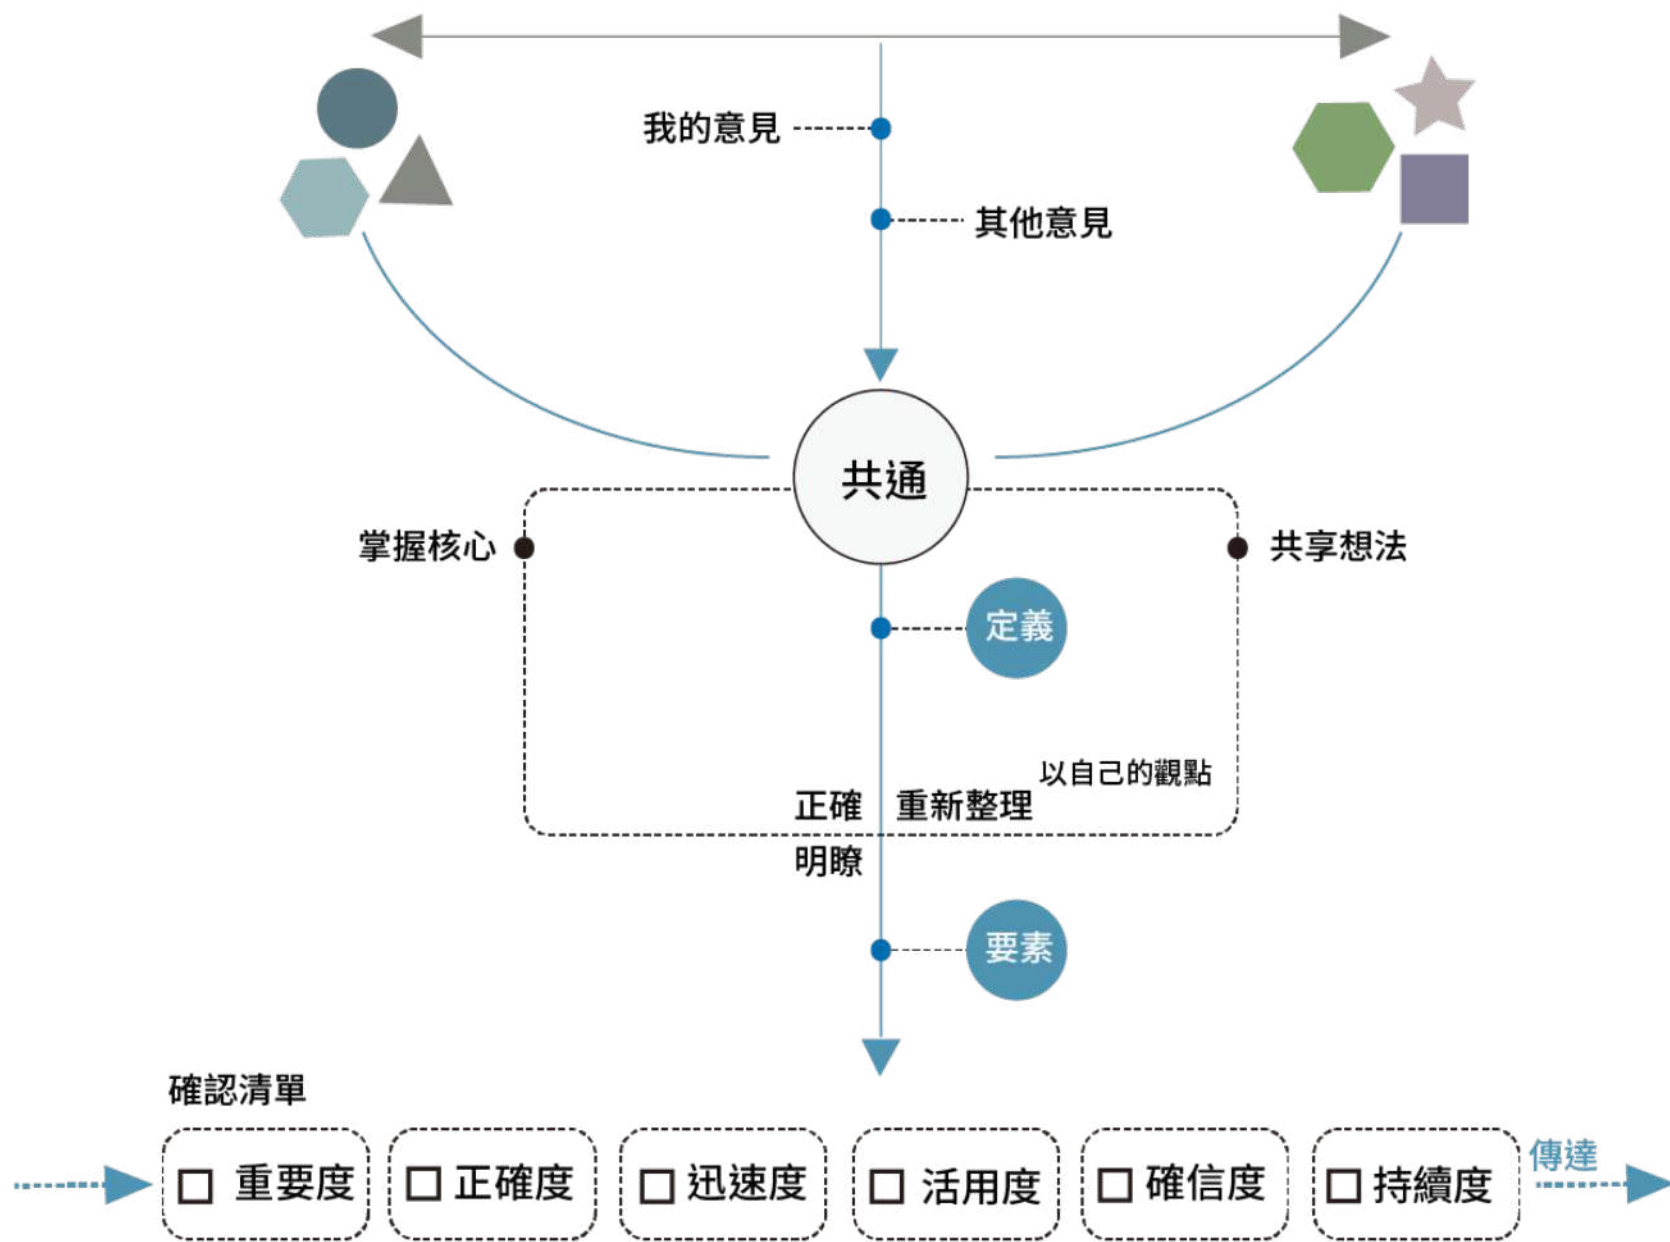 我的意見
其他意見
共通
掌握核心
共享想法
定義
以自己的觀點
正確 重新整理
明瞭
要素
確認清單
重要度
正確度
迅速度
活用度
確信度
持續度
傳達